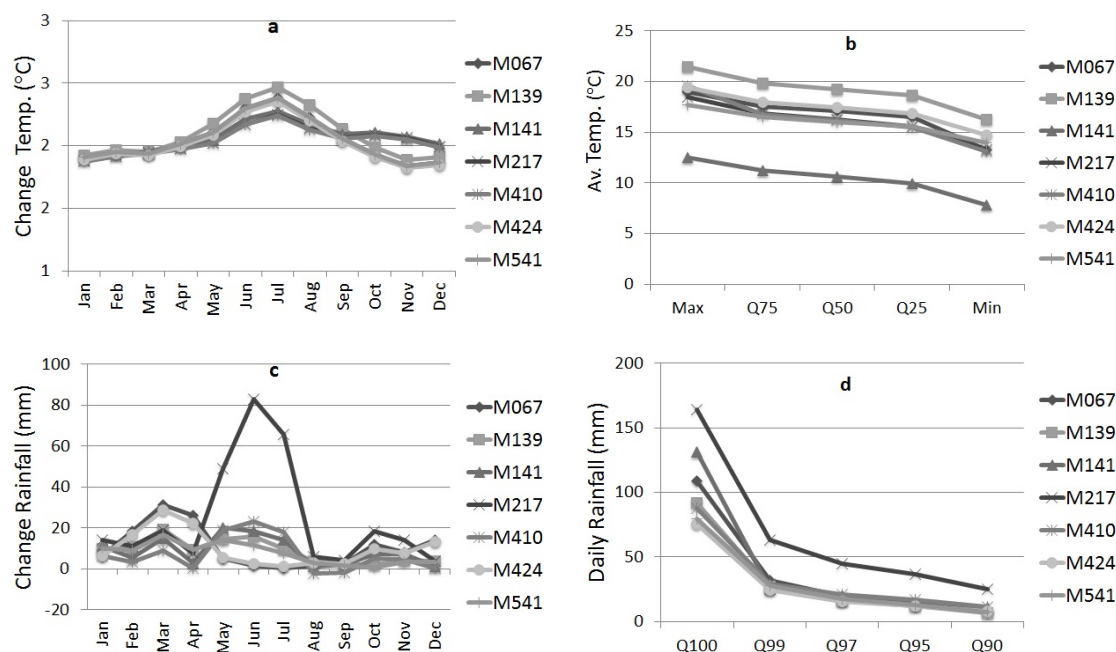 a
Change Temp. (°C)
3
3
2
2
1
Jan Feb Mar Apr May Jun Jul Aug Sep Oct Nov Dec
M067
M139
M141
M217
M410
M424
M541
b
Av. Temp. (°C)
25
20
15
10
5
0
Max Q75 Q50 Q25 Min
M067
M139
M141
M217
M410
M424
M541
c
Change Rainfall (mm)
100
80
60
40
20
0
-20
Jan Feb Mar Apr May Jun Jul Aug Sep Oct Nov Dec
M067
M139
M141
M217
M410
M424
M541
d
Daily Rainfall (mm)
200
150
100
50
0
Q100 Q99 Q97 Q95 Q90
M067
M139
M141
M217
M410
M424
M541